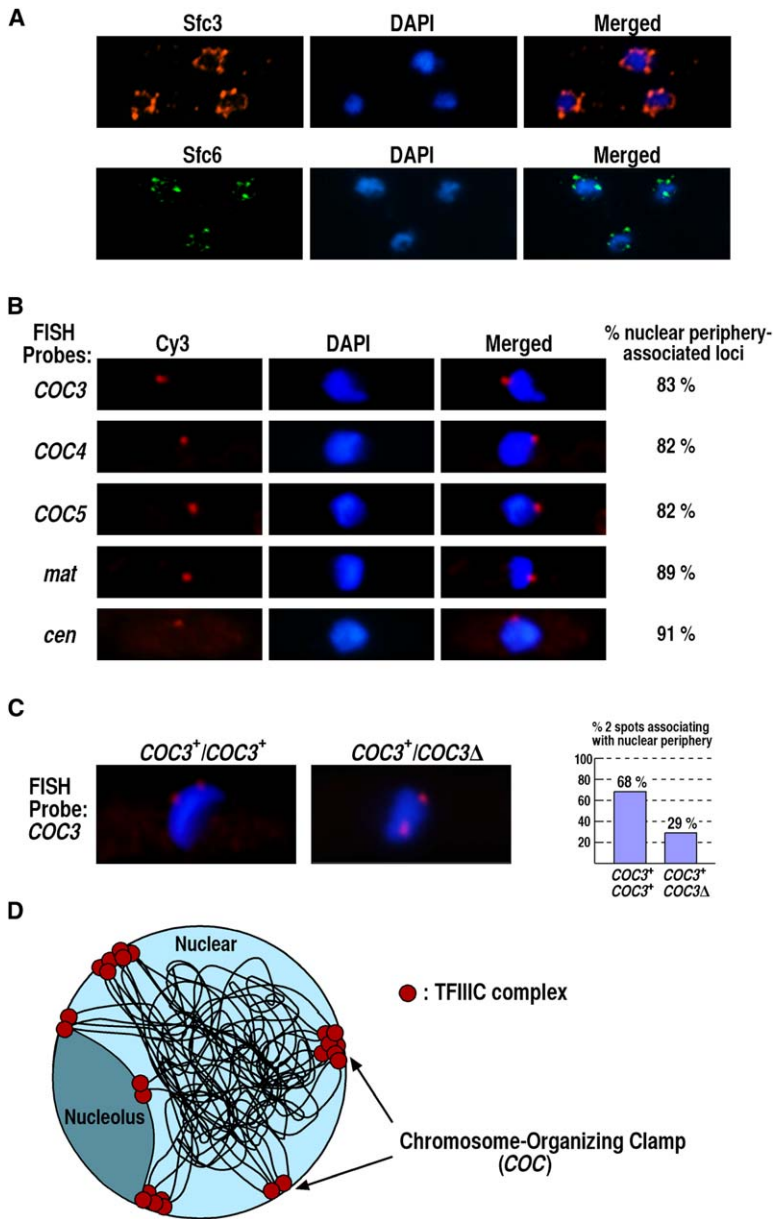 A
Sfc3 DAPI Merged
Sfc6 DAPI Merged
B
FISH
Probes:
Cy3 DAPI Merged
% nuclear periphery-
associated loci
COC3 83 %
COC4 82 %
COC5 82 %
mat 89 %
cen 91 %
C
COC3+/COC3+ COC3+/COC3Δ
FISH
Probe:
COC3
% 2 spots associating
with nuclear periphery
100
80
60
40
20
68 %
29 %
COC3+ COC3+
COC3+ COC3Δ
D
Nuclear
Nucleolus
: TFIIIC complex
Chromosome-Organizing Clamp
(COC)